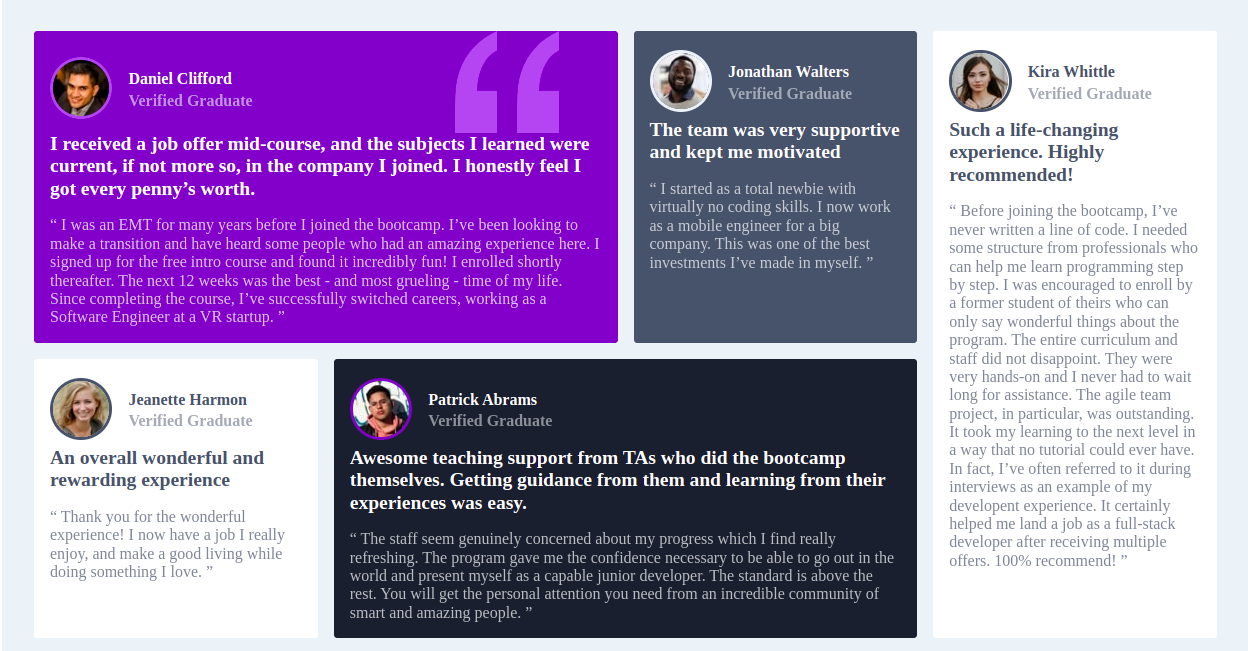 Daniel Clifford
Verified Graduate
I received a job offer mid-course, and the subjects I learned were
current, if not more so, in the company I joined. I honestly feel I
got every penny’s worth.
“ I was an EMT for many years before I joined the bootcamp. I’ve been looking to
make a transition and have heard some people who had an amazing experience here. I
signed up for the free intro course and found it incredibly fun! I enrolled shortly
thereafter. The next 12 weeks was the best - and most grueling - time of my life.
Since completing the course, I’ve successfully switched careers, working as a
Software Engineer at a VR startup. ”
Jonathan Walters
Verified Graduate
The team was very supportive
and kept me motivated
“ I started as a total newbie with
virtually no coding skills. I now work
as a mobile engineer for a big
company. This was one of the best
investments I’ve made in myself. ”
Kira Whittle
Verified Graduate
Such a life-changing
experience. Highly
recommended!
“ Before joining the bootcamp, I’ve
never written a line of code. I needed
some structure from professionals who
can help me learn programming step
by step. I was encouraged to enroll by
a former student of theirs who can
only say wonderful things about the
program. The entire curriculum and
staff did not disappoint. They were
very hands-on and I never had to wait
long for assistance. The agile team
project, in particular, was outstanding.
It took my learning to the next level in
a way that no tutorial could ever have.
In fact, I’ve often referred to it during
interviews as an example of my
developent experience. It certainly
helped me land a job as a full-stack
developer after receiving multiple
offers. 100% recommend! ”
Jeanette Harmon
Verified Graduate
An overall wonderful and
rewarding experience
“ Thank you for the wonderful
experience! I now have a job I really
enjoy, and make a good living while
doing something I love. ”
Patrick Abrams
Verified Graduate
Awesome teaching support from TAs who did the bootcamp
themselves. Getting guidance from them and learning from their
experiences was easy.
“ The staff seem genuinely concerned about my progress which I find really
refreshing. The program gave me the confidence necessary to be able to go out in the
world and present myself as a capable junior developer. The standard is above the
rest. You will get the personal attention you need from an incredible community of
smart and amazing people. ”